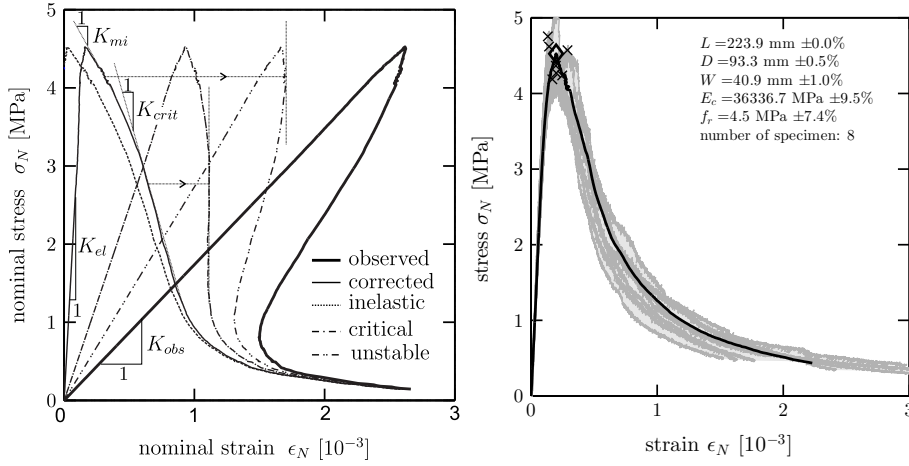 5
4
3
2
1
0
0
1
2
3
nominal stress σ_N [MPa]
nominal strain ϵ_N [10⁻³]
1
K_mi
1
K_crit
K_el
1
K_obs
1
observed
corrected
inelastic
critical
unstable
5
4
3
2
1
0
0
1
2
3
stress σ_N [MPa]
strain ϵ_N [10⁻³]
L =223.9 mm ±0.0%
D =93.3 mm ±0.5%
W =40.9 mm ±1.0%
E_c =36336.7 MPa ±9.5%
f_r =4.5 MPa ±7.4%
number of specimen: 8